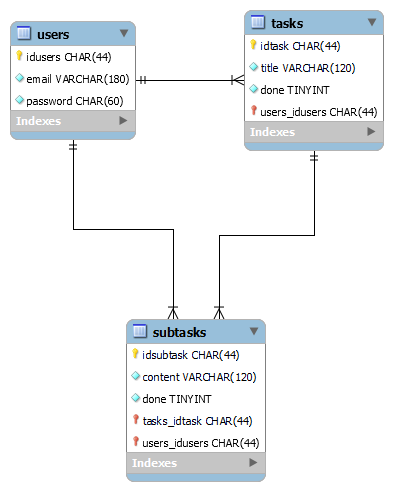 users
idusers CHAR(44)
email VARCHAR(180)
password CHAR(60)
Indexes
tasks
idtask CHAR(44)
title VARCHAR(120)
done TINYINT
users_idusers CHAR(44)
Indexes
subtasks
idsubtask CHAR(44)
content VARCHAR(120)
done TINYINT
tasks_idtask CHAR(44)
users_idusers CHAR(44)
Indexes